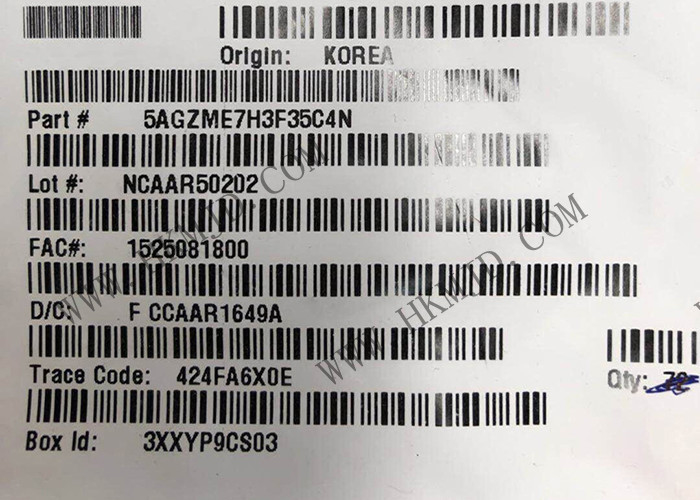 Origin: KOREA
Part # 5AGZME7H3F35C4N
Lot #: NCAAR50202
FAC#: 1525081800
D/C: F CCAAR1649A
Trace Code: 424FA6X0E
Qty:
Box Id: 3XXYP9CS03
WWW.HKMJD.COM
WWW.HKMJD.COM